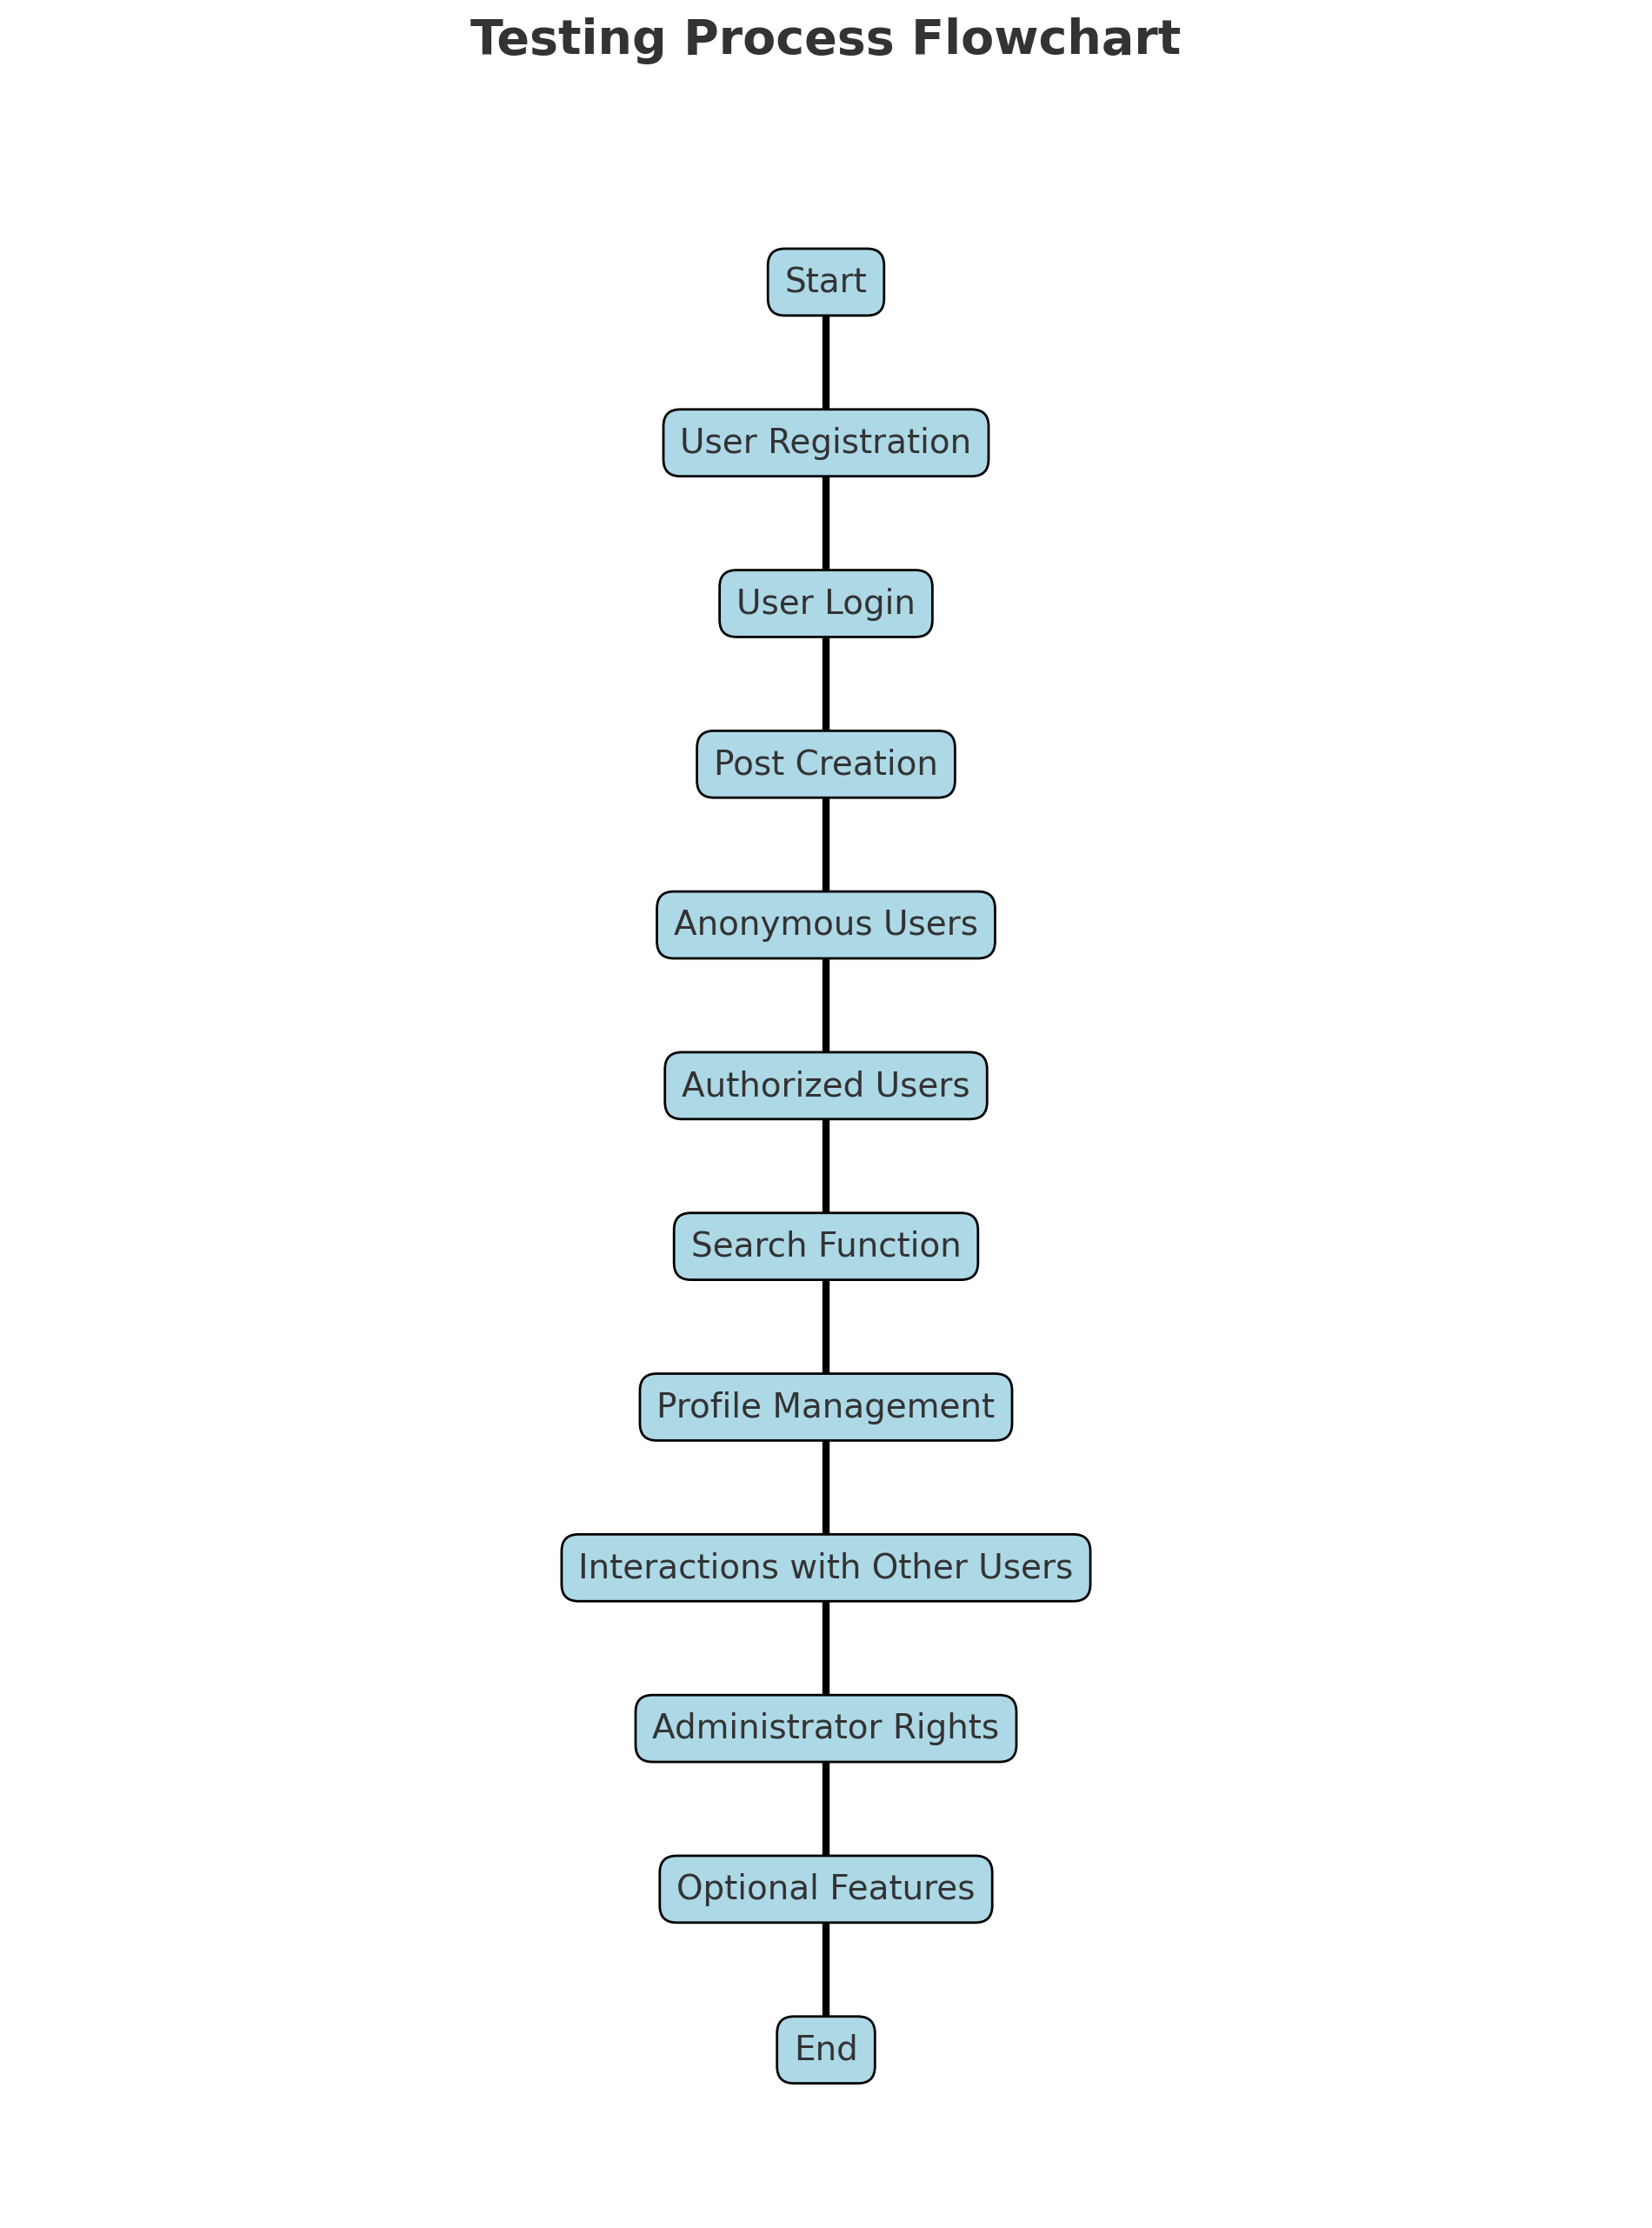 Testing Process Flowchart
Start
User Registration
User Login
Post Creation
Anonymous Users
Authorized Users
Search Function
Profile Management
Interactions with Other Users
Administrator Rights
Optional Features
End